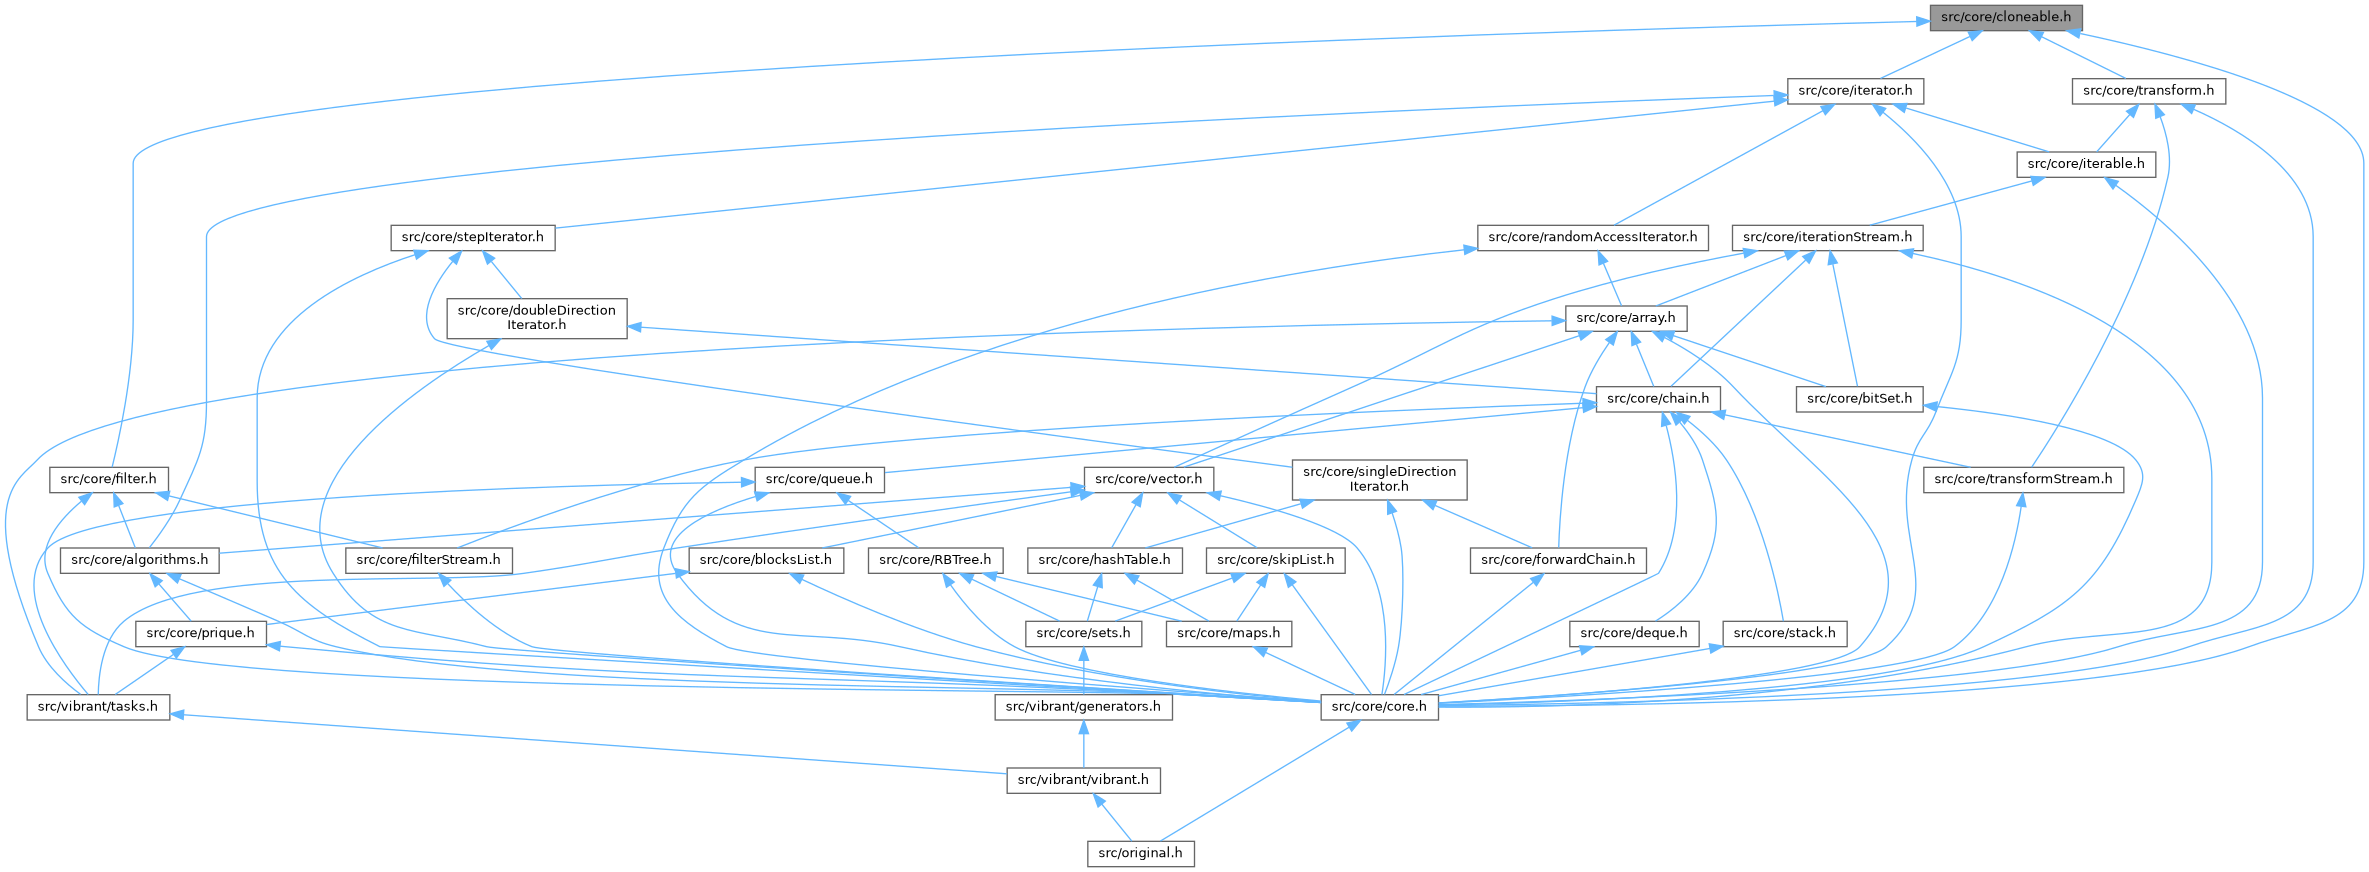 src/core/cloneable.h
src/core/iterator.h
src/core/transform.h
src/core/iterable.h
src/core/stepIterator.h
src/core/randomAccessIterator.h
src/core/iterationStream.h
src/core/doubleDirection
Iterator.h
src/core/array.h
src/core/chain.h
src/core/bitSet.h
src/core/filter.h
src/core/queue.h
src/core/vector.h
src/core/singleDirection
Iterator.h
src/core/transformStream.h
src/core/algorithms.h
src/core/filterStream.h
src/core/blocksList.h
src/core/RBTree.h
src/core/hashTable.h
src/core/skipList.h
src/core/forwardChain.h
src/core/prique.h
src/core/sets.h
src/core/maps.h
src/core/deque.h
src/core/stack.h
src/vibrant/tasks.h
src/vibrant/generators.h
src/core/core.h
src/vibrant/vibrant.h
src/original.h